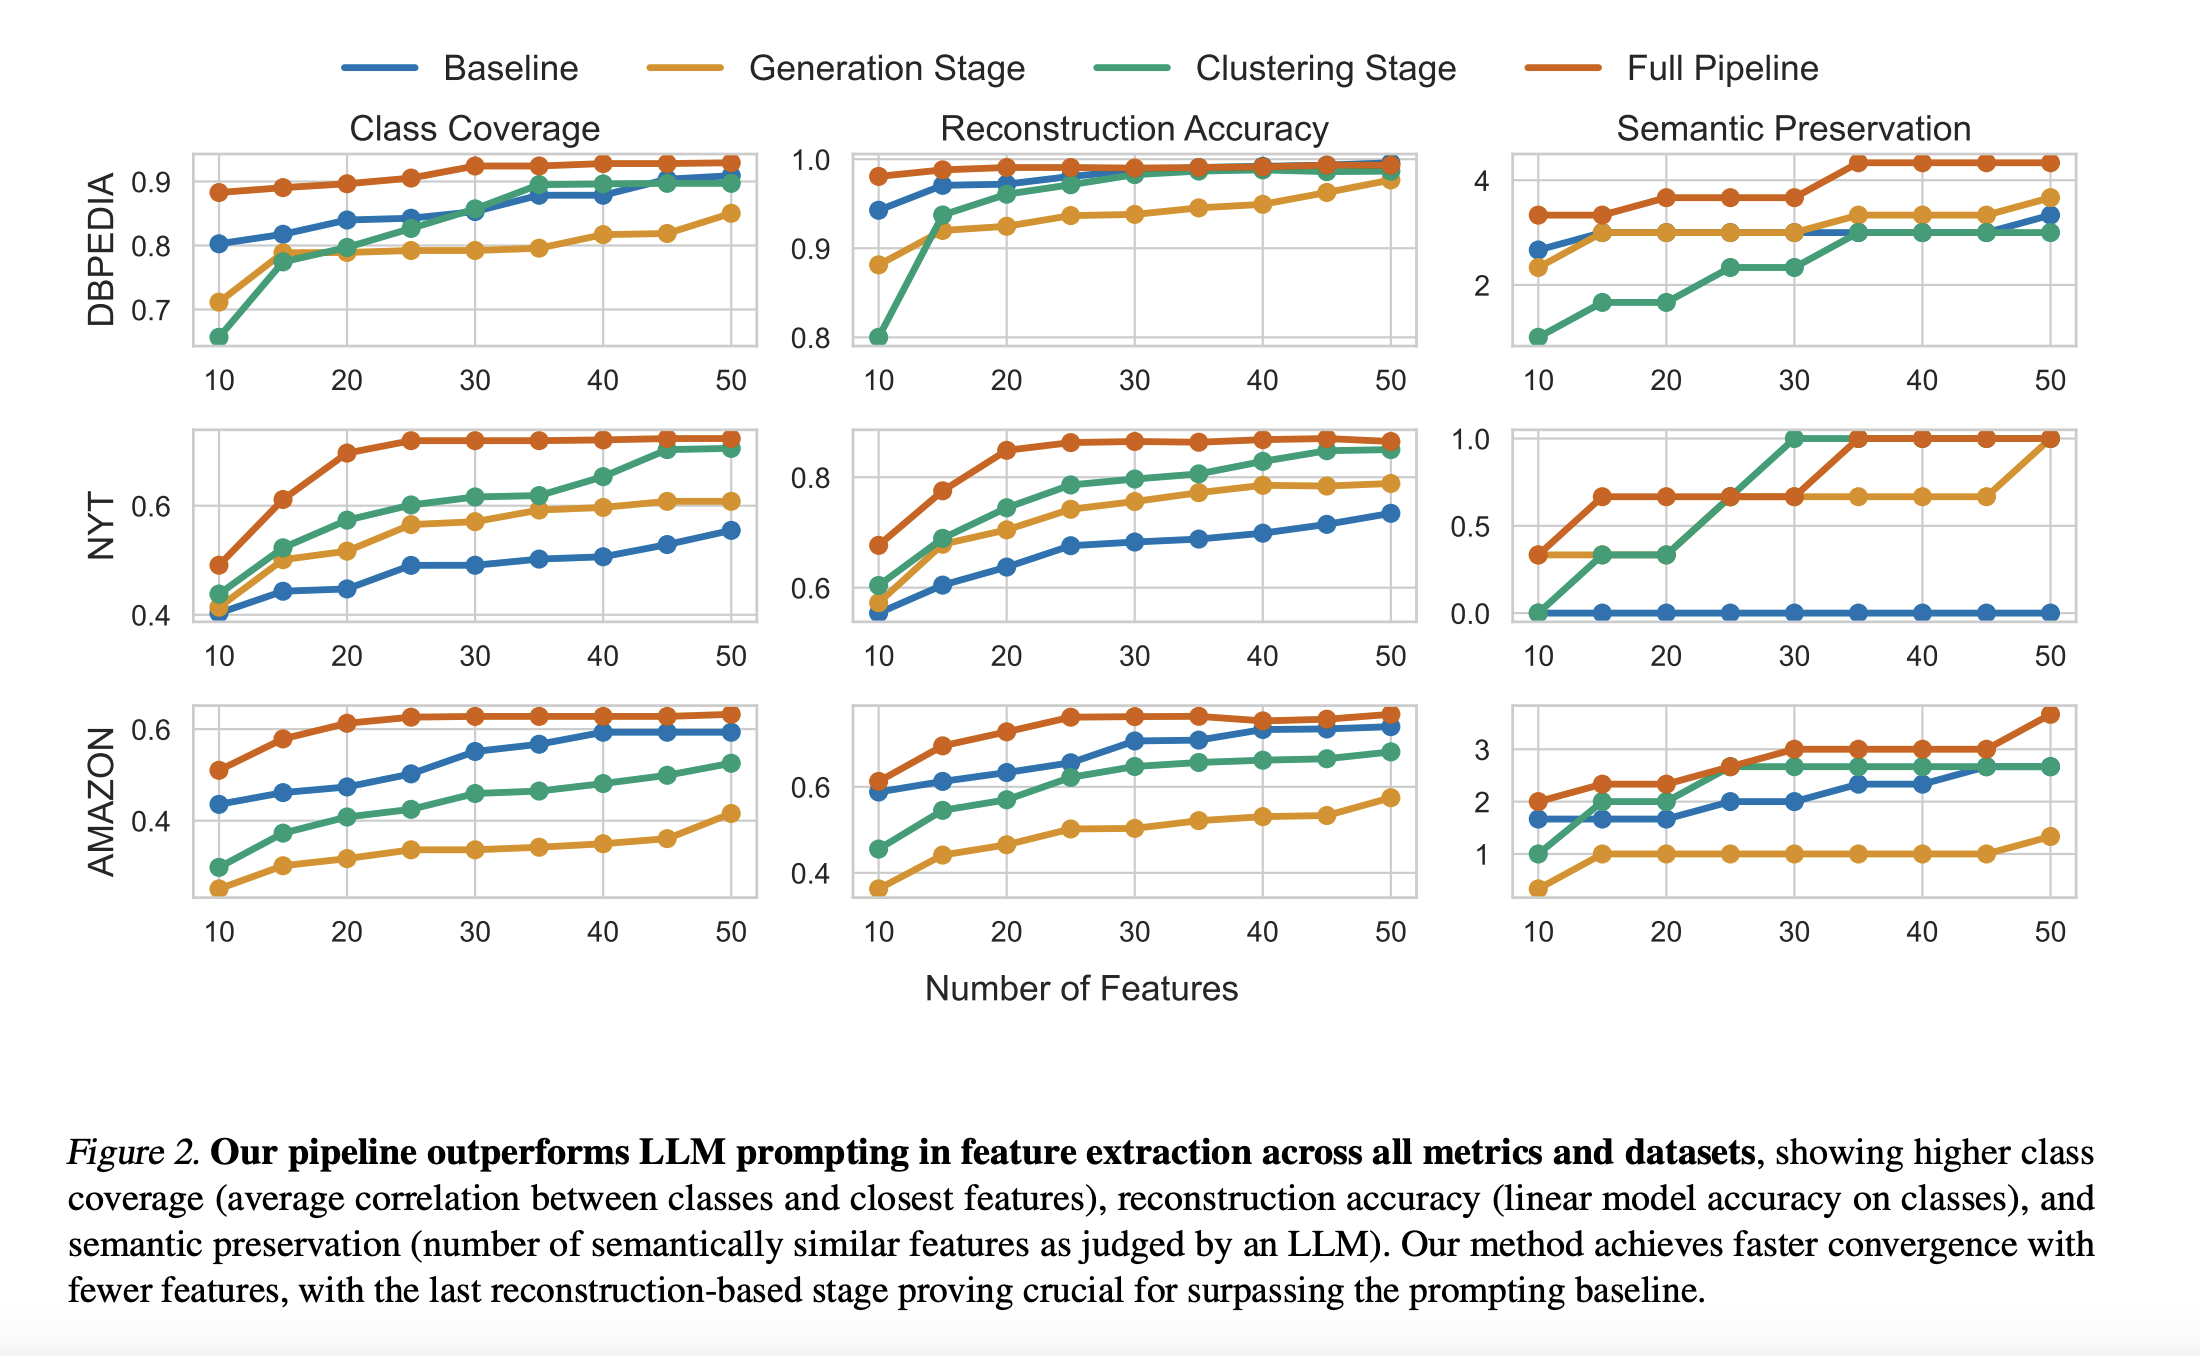 Baseline Generation Stage Clustering Stage Full Pipeline
Class Coverage Reconstruction Accuracy Semantic Preservation
DBPEDIA
0.9
0.8
0.7
10 20 30 40 50
1.0
0.9
0.8
10 20 30 40 50
4
2
10 20 30 40 50
NYT
0.6
0.4
10 20 30 40 50
0.8
0.6
10 20 30 40 50
1.0
0.5
0.0
10 20 30 40 50
AMAZON
0.6
0.4
10 20 30 40 50
0.6
0.4
10 20 30 40 50
3
2
1
10 20 30 40 50
Number of Features
Figure 2. Our pipeline outperforms LLM prompting in feature extraction across all metrics and datasets, showing higher class
coverage (average correlation between classes and closest features), reconstruction accuracy (linear model accuracy on classes), and
semantic preservation (number of semantically similar features as judged by an LLM). Our method achieves faster convergence with
fewer features, with the last reconstruction-based stage proving crucial for surpassing the prompting baseline.